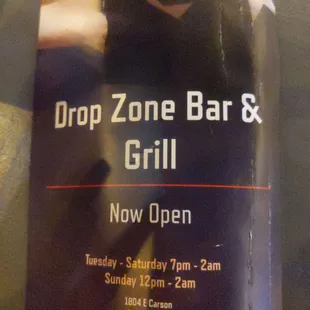 Drop Zone Bar &
Grill
Now Open
Tuesday - Saturday 7pm - 2am
Sunday 12pm - 2am
1804 E Carson